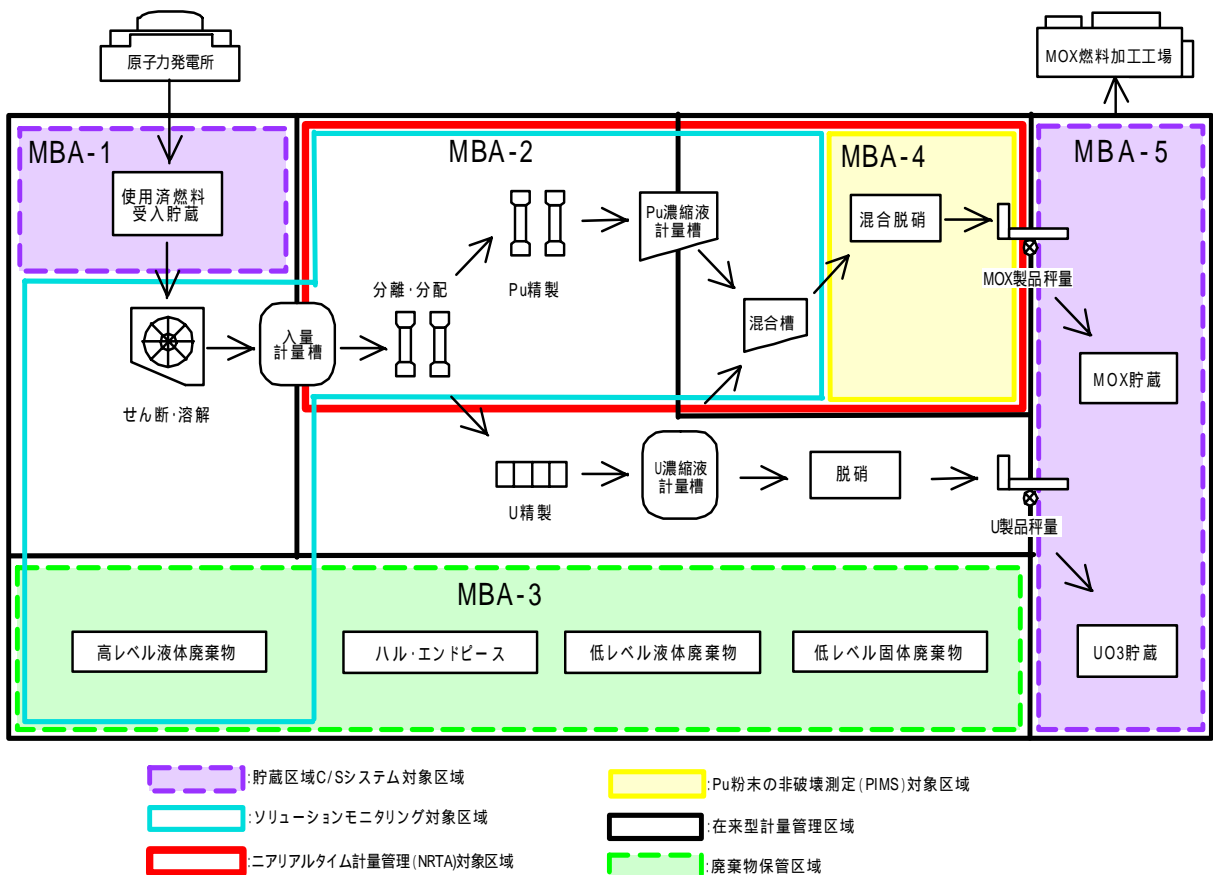 原子力発電所
MOX燃料加工工場
MBA-1
MBA-2
MBA-4
MBA-5
使用済燃料
受入貯蔵
Pu濃縮液
計量槽
混合脱硝
MOX製品秤量
分離・分配
Pu精製
混合槽
入量
計量槽
せん断・溶解
MOX貯蔵
U濃縮液
計量槽
脱硝
U精製
U製品秤量
MBA-3
高レベル液体廃棄物
ハル・エンドピース
低レベル液体廃棄物
低レベル固体廃棄物
UO3貯蔵
:貯蔵区域C/Sシステム対象区域
:ソリューションモニタリング対象区域
:ニアリアルタイム計量管理(NRTA)対象区域
:Pu粉末の非破壊測定(PIMS)対象区域
:在来型計量管理区域
:廃棄物保管区域